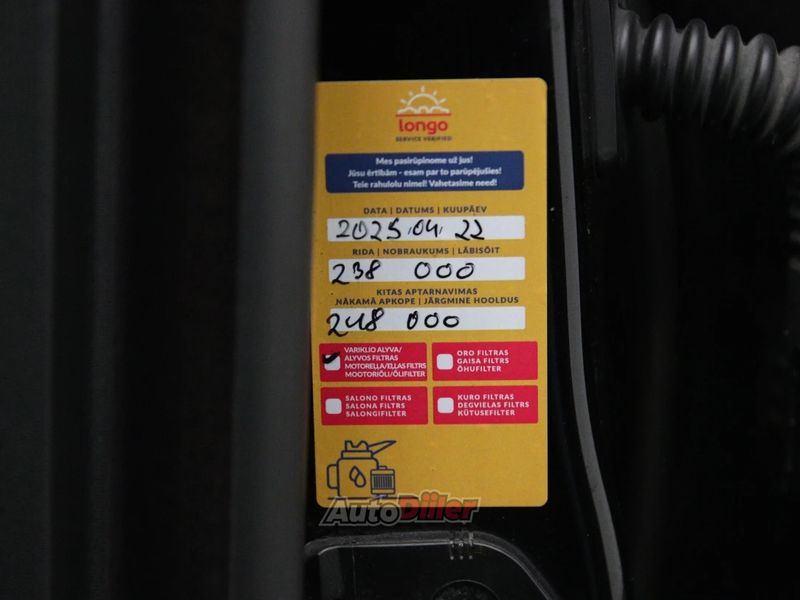 longo
SERVICE VERIFIED
Mes pasirūpinome už jus!
Jūsu ērtībām - esam par to parūpējušies!
Teie rahulolu nimel! Vahetasime need!
DATA | DATUMS | KUUPÄEV
2025.04.22
RIDA | NOBRAUKUMS | LÄBISÕIT
238 000
KITAS APTARNAVIMAS
NĀKAMĀ APKOPE | JÄRGMINE HOOLDUS
248 000
VARIKLIO ALYVA/
ALYVOS FILTRAS
MOTORELLA/EĻĻAS FILTRS
MOOTORIÕLI/ÕLIFILTER
ORO FILTRAS
GAISA FILTRS
ÕHUFILTER
SALONO FILTRAS
SALONA FILTRS
SALONGIFILTER
KURO FILTRAS
DEGVIELAS FILTRS
KÜTUSEFILTER
AutoDiiler